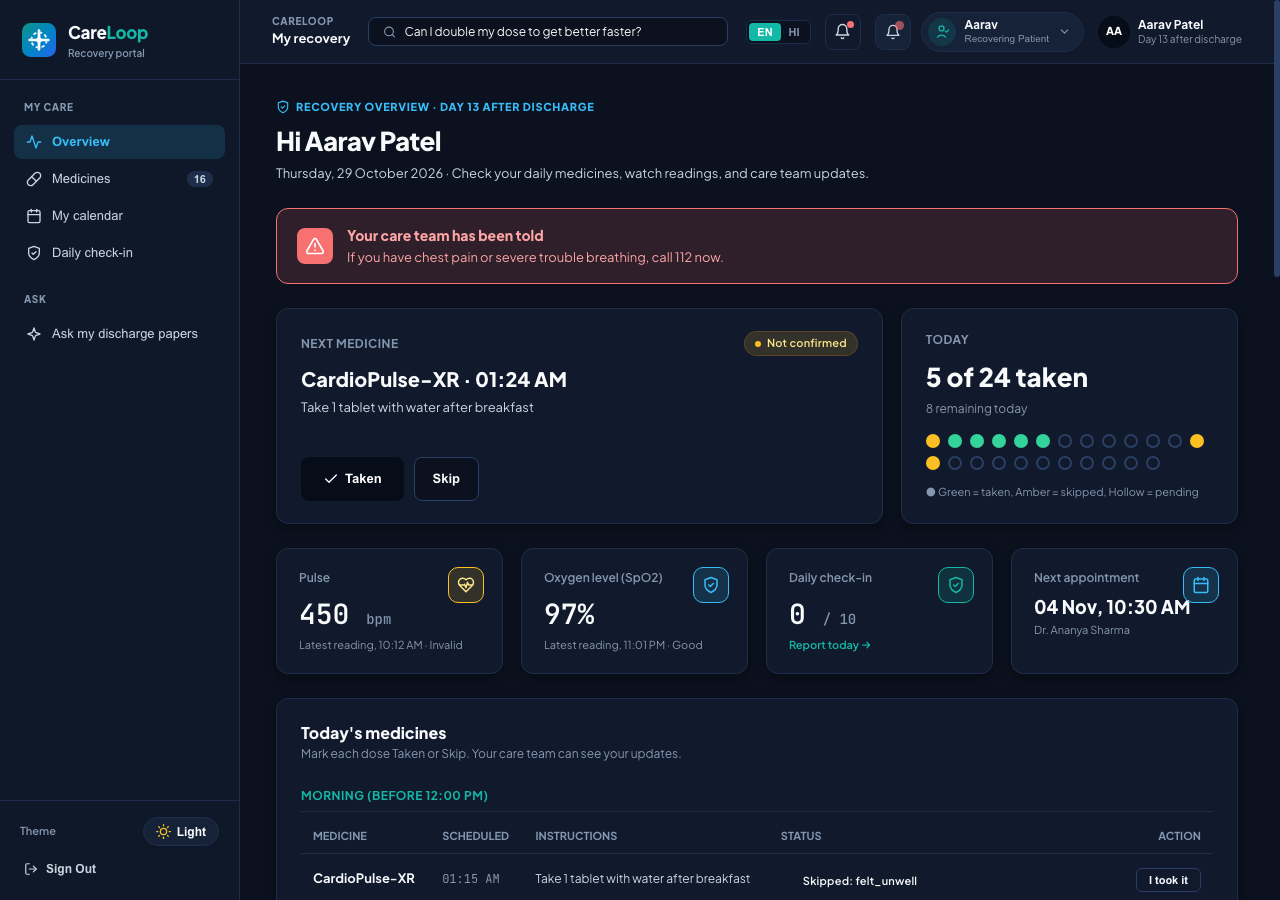 CareLoop
Recovery portal
MY CARE
Overview
Medicines 16
My calendar
Daily check-in
ASK
Ask my discharge papers
Theme
Light
Sign Out
CARELOOP
My recovery
Can I double my dose to get better faster?
EN HI
Aarav
Recovering Patient
AA
Aarav Patel
Day 13 after discharge
RECOVERY OVERVIEW · DAY 13 AFTER DISCHARGE
Hi Aarav Patel
Thursday, 29 October 2026 · Check your daily medicines, watch readings, and care team updates.
Your care team has been told
If you have chest pain or severe trouble breathing, call 112 now.
NEXT MEDICINE
Not confirmed
CardioPulse-XR · 01:24 AM
Take 1 tablet with water after breakfast
Taken
Skip
TODAY
5 of 24 taken
8 remaining today
Green = taken, Amber = skipped, Hollow = pending
Pulse
450 bpm
Latest reading, 10:12 AM · Invalid
Oxygen level (SpO2)
97%
Latest reading, 11:01 PM · Good
Daily check-in
0 / 10
Report today →
Next appointment
04 Nov, 10:30 AM
Dr. Ananya Sharma
Today's medicines
Mark each dose Taken or Skip. Your care team can see your updates.
MORNING (BEFORE 12:00 PM)
MEDICINE SCHEDULED INSTRUCTIONS STATUS ACTION
CardioPulse-XR 01:15 AM Take 1 tablet with water after breakfast Skipped: felt_unwell I took it